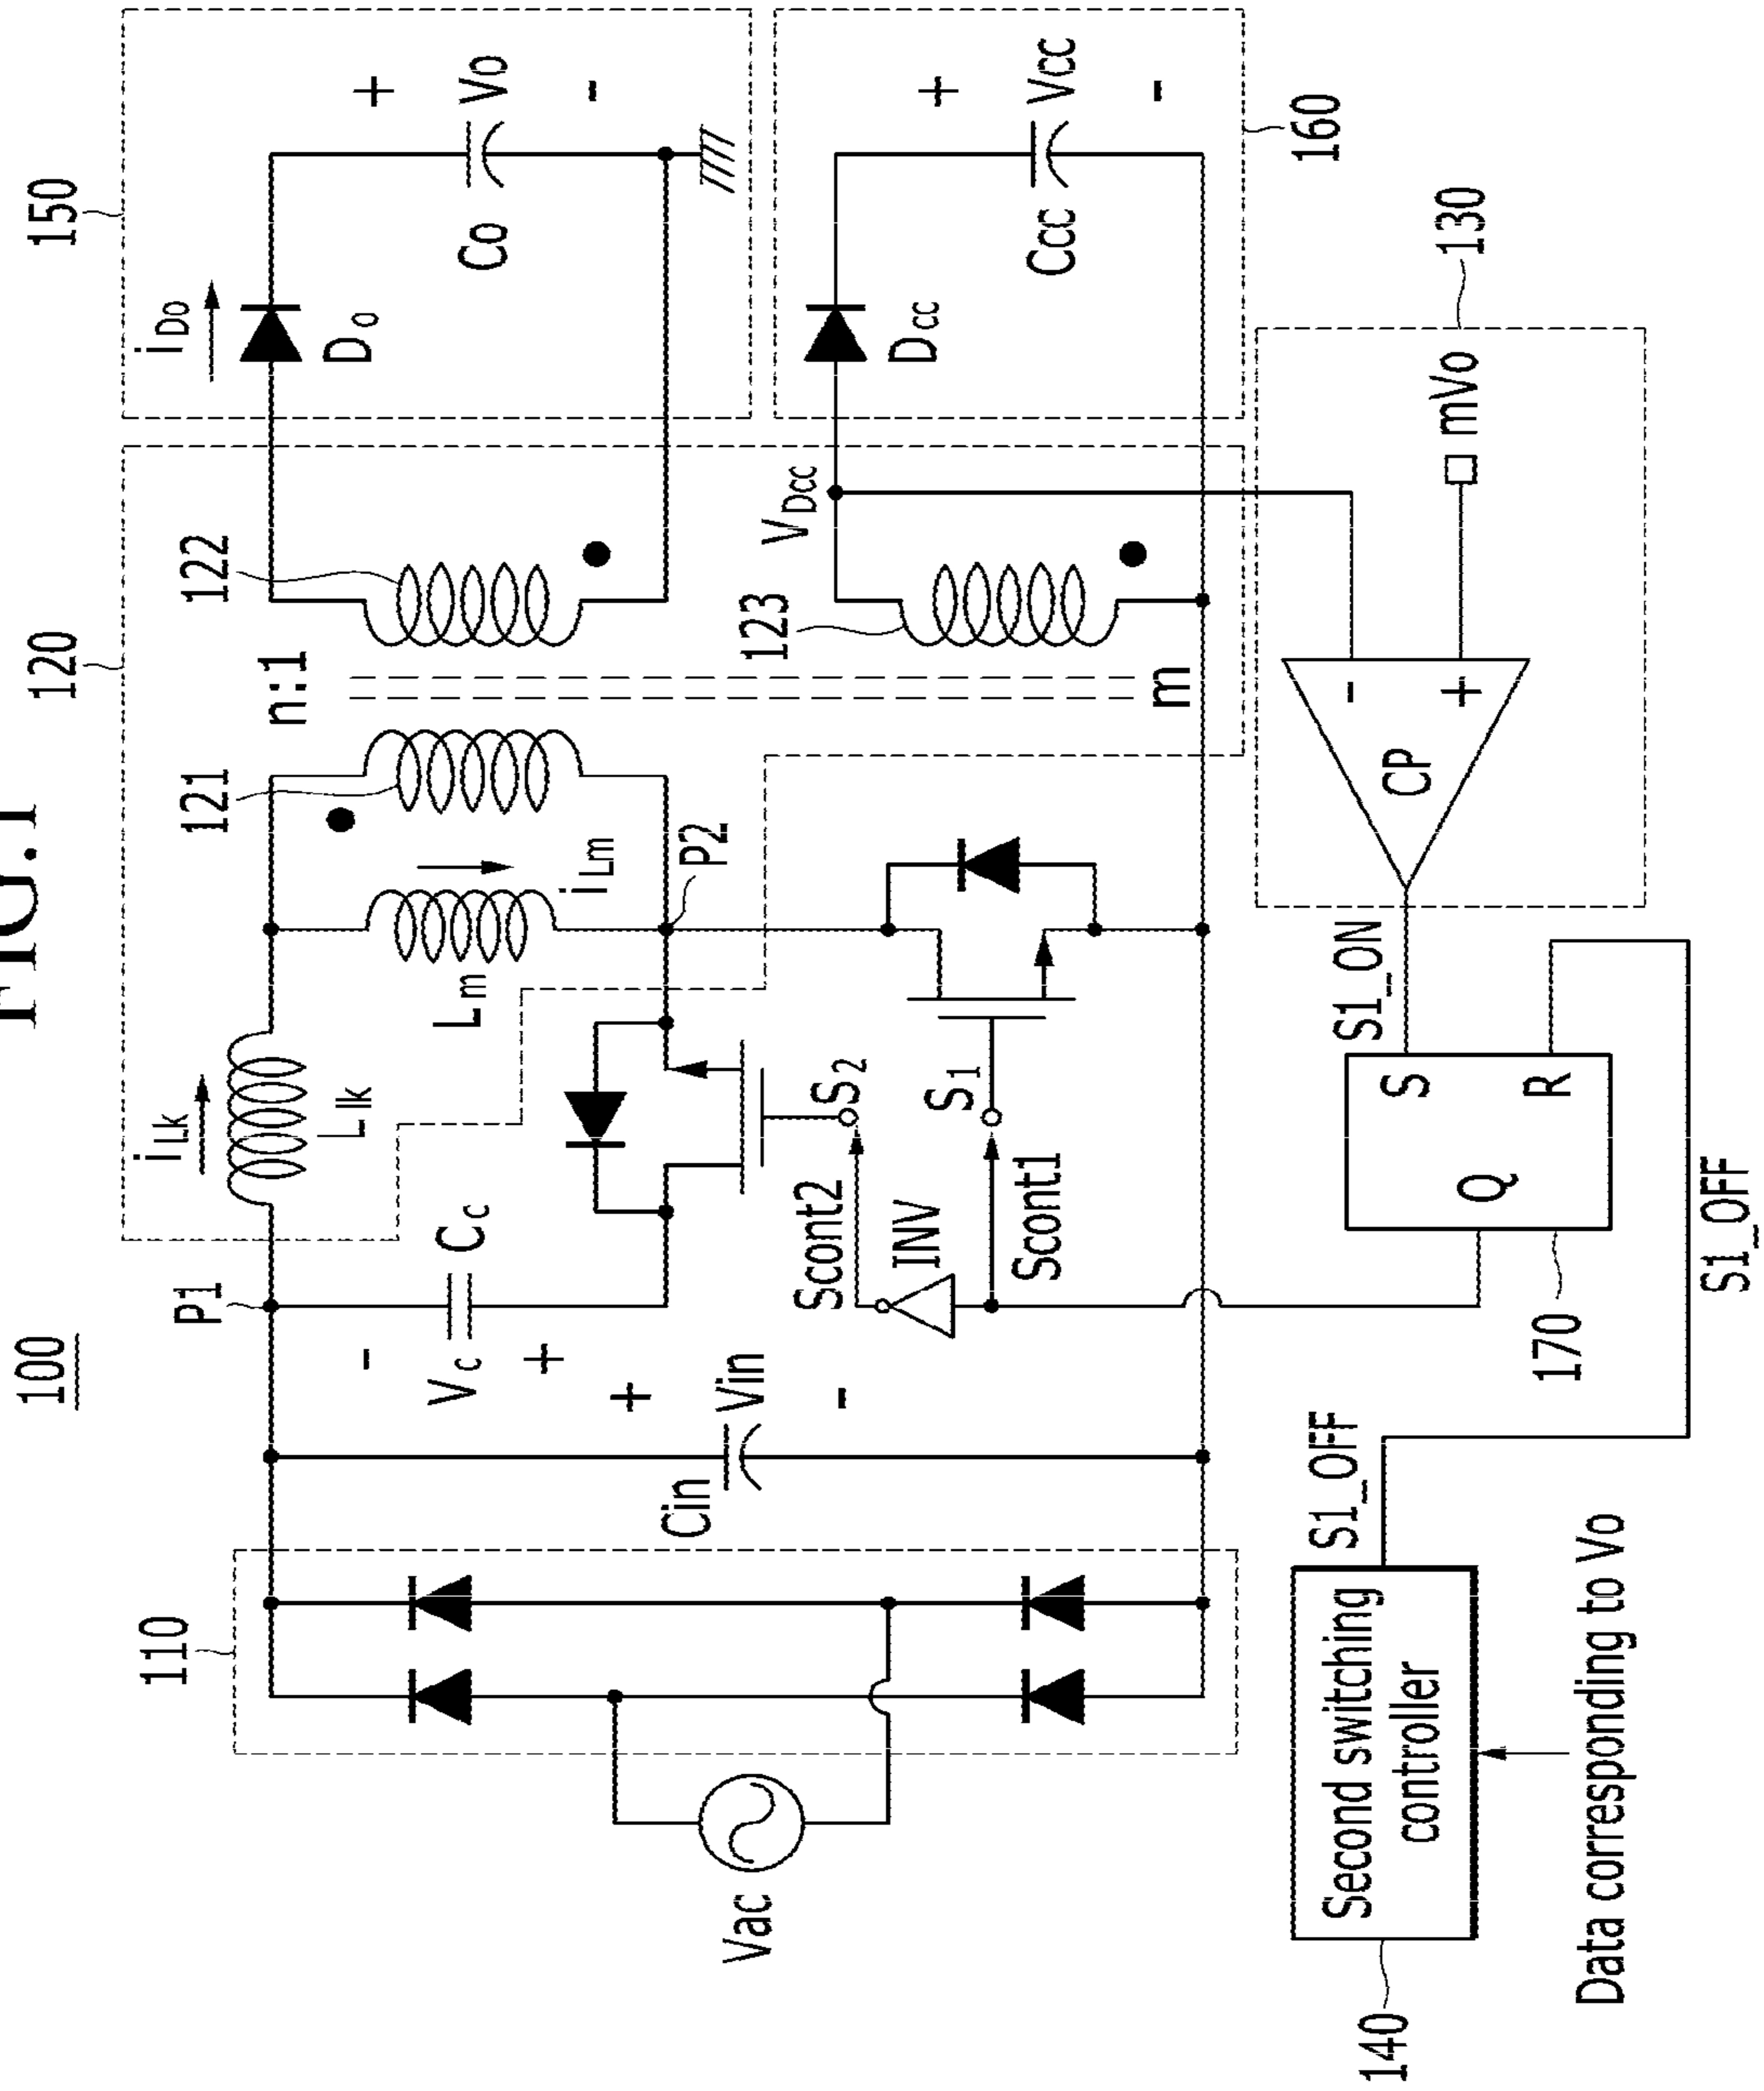 FIG.1
100
120
150
110
P1
iLk
Llk
121
n:1
122
iDo
Do
+
Vo
-
Co
-
Vc
+
Cc
Lm
iLm
P2
VDcc
123
m
Dcc
+
Vcc
-
Ccc
160
Vac
Cin
+
Vin
-
Scont2
S2
INV
S1
Scont1
130
mVo
-
+
CP
S1_ON
S
R
Q
170
S1_OFF
S1_OFF
Second switching
controller
140
Data corresponding to Vo